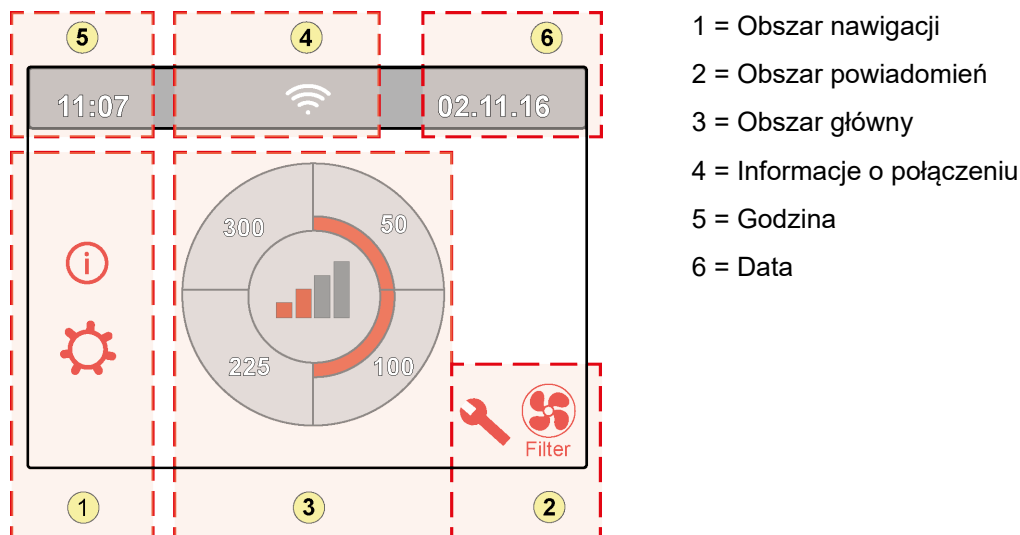 5
4
6
11:07
02.11.16
300
50
225
100
Filter
1
3
2
1 = Obszar nawigacji
2 = Obszar powiadomień
3 = Obszar główny
4 = Informacje o połączeniu
5 = Godzina
6 = Data